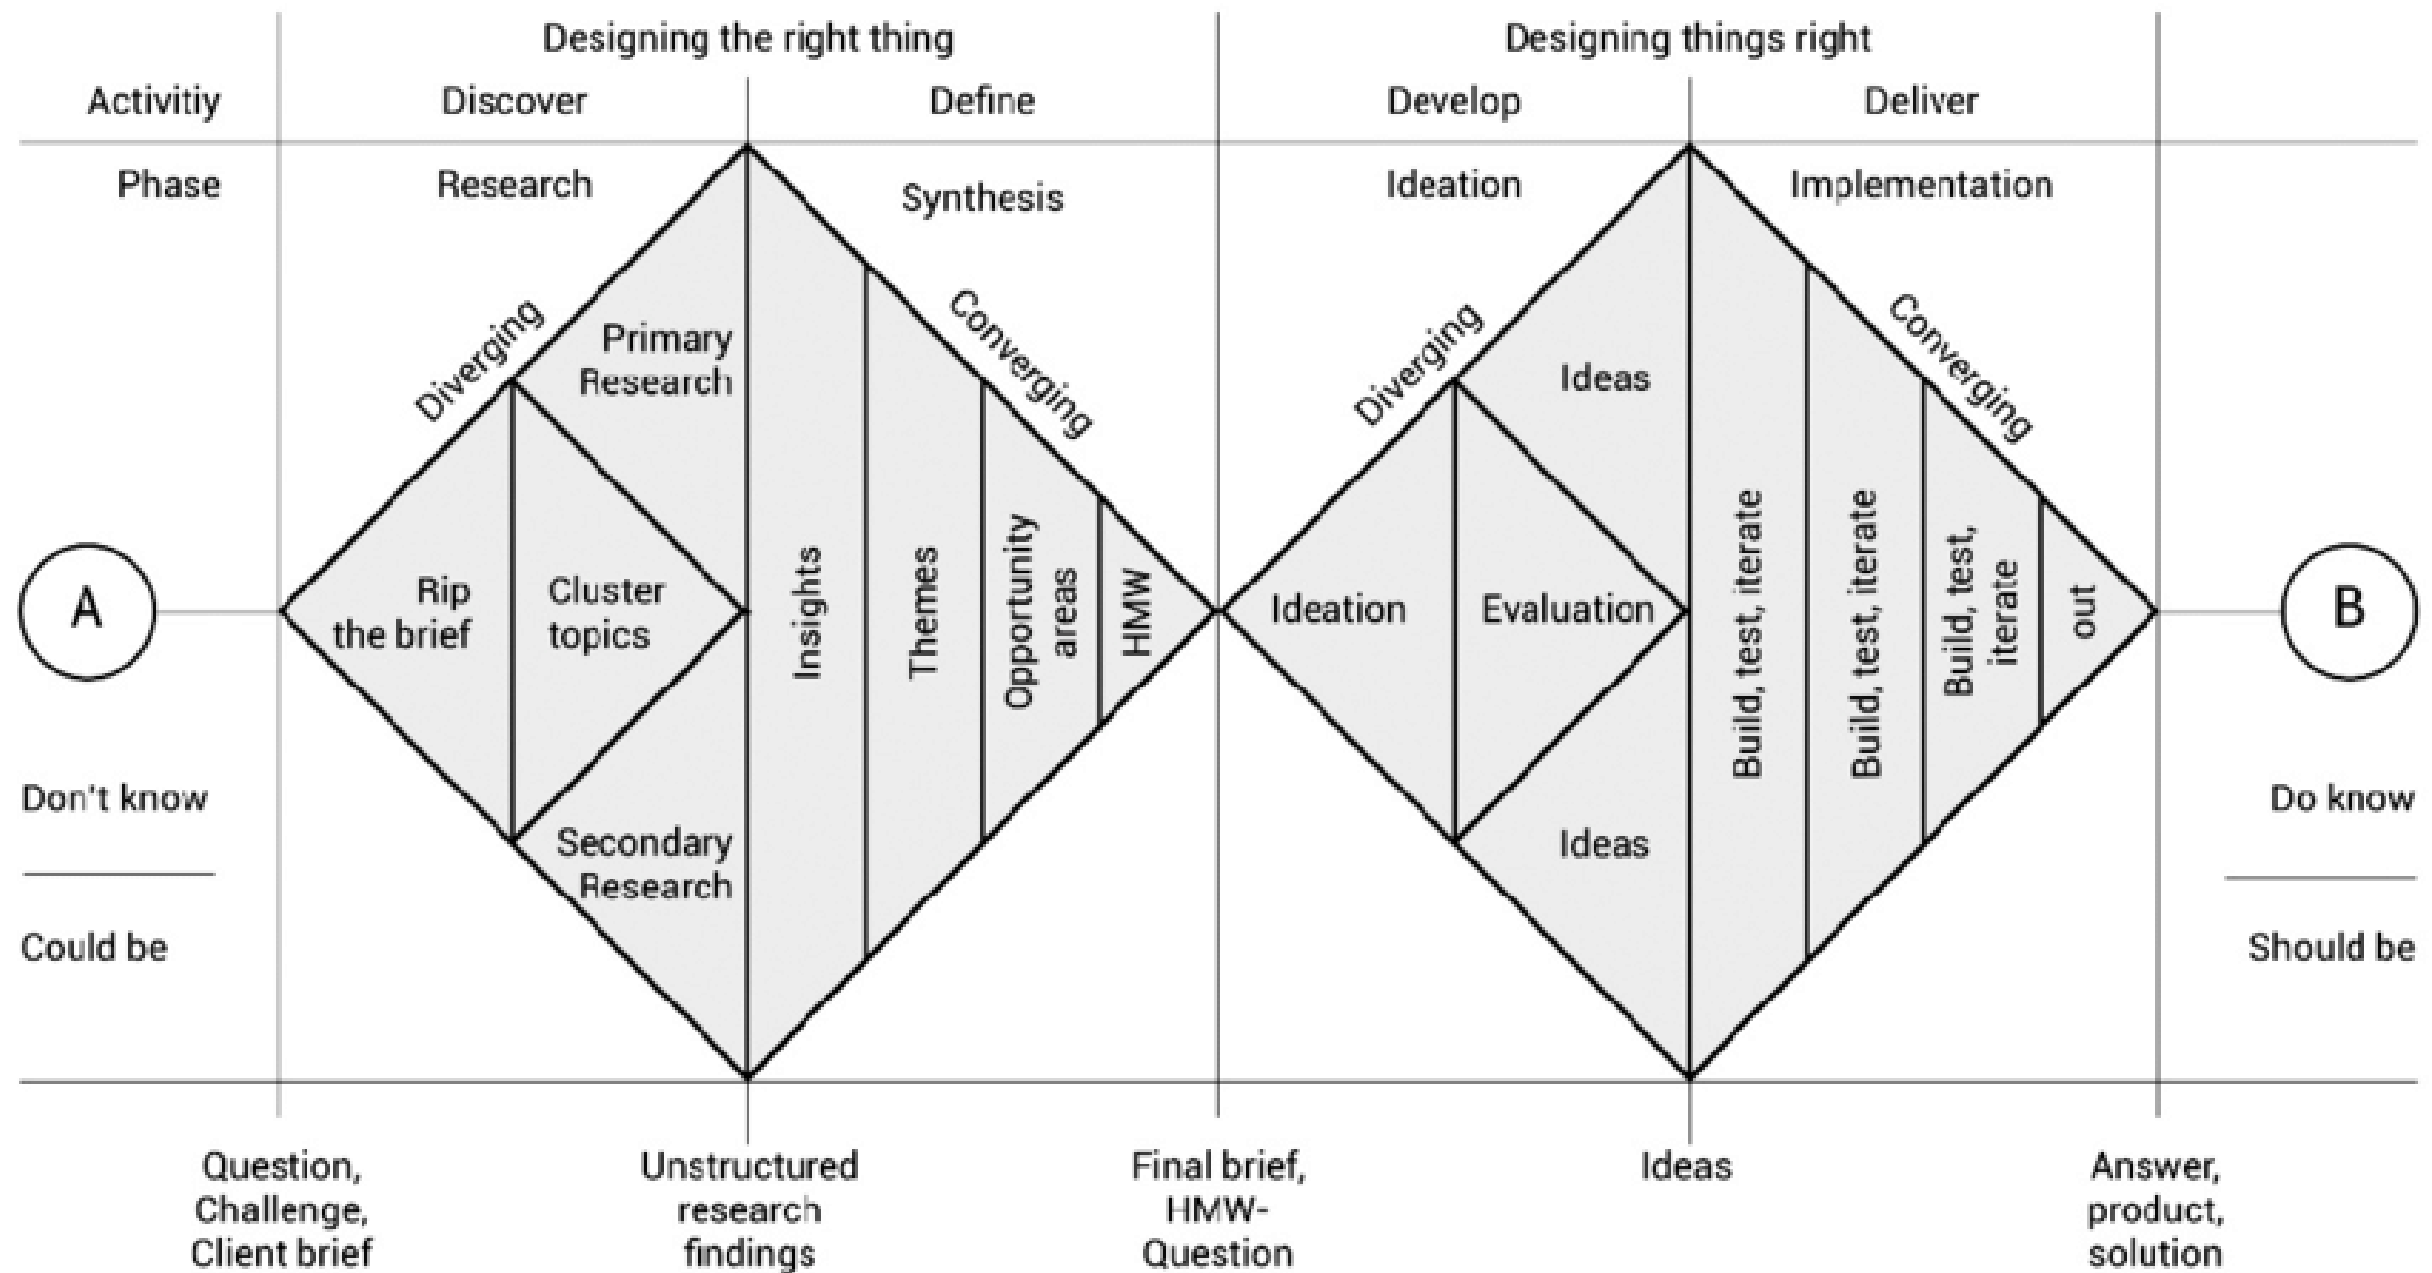 Designing the right thing
Designing things right
Activitiy
Discover
Define
Develop
Deliver
Phase
Research
Synthesis
Ideation
Implementation
Diverging
Converging
Diverging
Converging
Primary
Research
Ideas
A
Rip
the brief
Cluster
topics
Insights
Themes
Opportunity
areas
HMW
Ideation
Evaluation
Build, test, iterate
Build, test, iterate
Build, test,
iterate
out
B
Don't know
Could be
Secondary
Research
Ideas
Do know
Should be
Question,
Challenge,
Client brief
Unstructured
research
findings
Final brief,
HMW-
Question
Ideas
Answer,
product,
solution